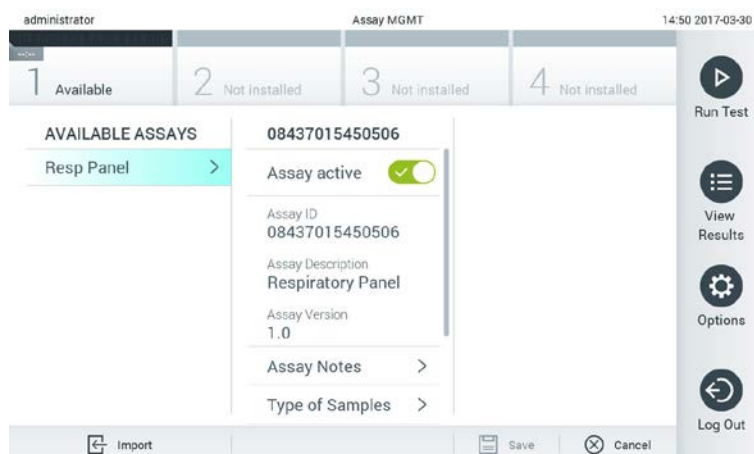 administrator Assay MGMT 14:50 2017-03-30
--:--
1 Available
2 Not installed
3 Not installed
4 Not installed
Run Test
AVAILABLE ASSAYS
Resp Panel >
08437015450506
Assay active
Assay ID
08437015450506
Assay Description
Respiratory Panel
Assay Version
1.0
Assay Notes >
Type of Samples >
View
Results
Options
Log Out
Import
Save
Cancel